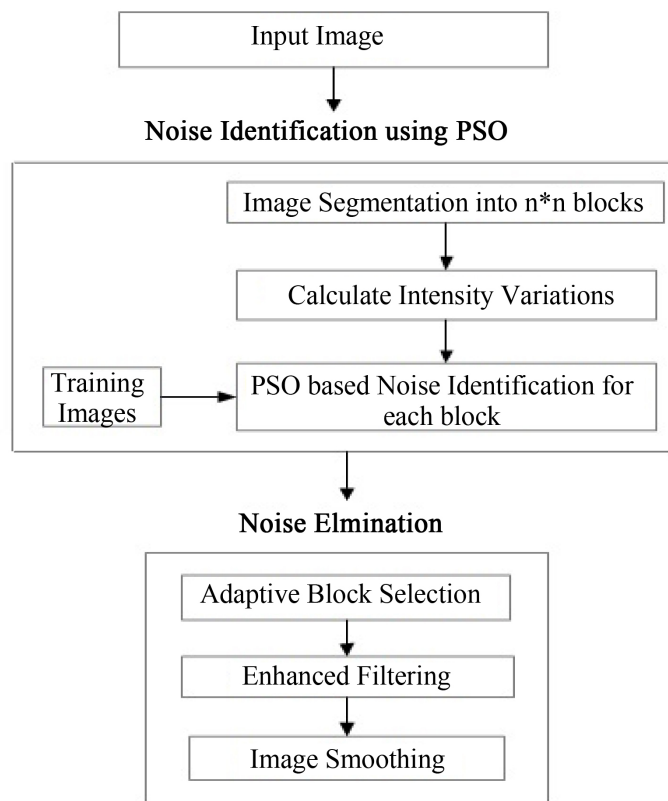 Input Image
Noise Identification using PSO
Image Segmentation into n*n blocks
Calculate Intensity Variations
Training
Images
PSO based Noise Identification for
each block
Noise Elmination
Adaptive Block Selection
Enhanced Filtering
Image Smoothing